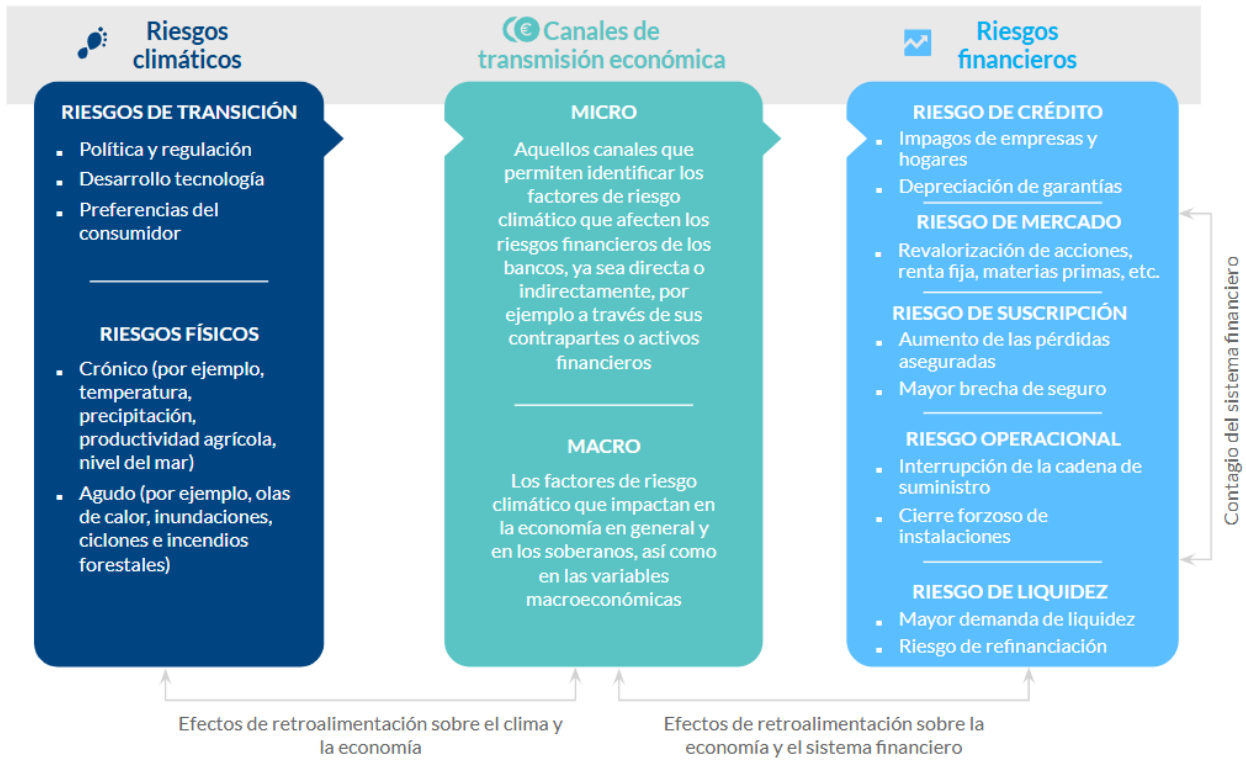 Riesgos
climáticos
RIESGOS DE TRANSICIÓN
▪ Política y regulación
▪ Desarrollo tecnología
▪ Preferencias del
consumidor
RIESGOS FÍSICOS
▪ Crónico (por ejemplo,
temperatura,
precipitación,
productividad agrícola,
nivel del mar)
▪ Agudo (por ejemplo, olas
de calor, inundaciones,
ciclones e incendios
forestales)
€ Canales de
transmisión económica
MICRO
Aquellos canales que
permiten identificar los
factores de riesgo
climático que afecten los
riesgos financieros de los
bancos, ya sea directa o
indirectamente, por
ejemplo a través de sus
contrapartes o activos
financieros
MACRO
Los factores de riesgo
climático que impactan en
la economía en general y
en los soberanos, así como
en las variables
macroeconómicas
Riesgos
financieros
RIESGO DE CRÉDITO
▪ Impagos de empresas y
hogares
▪ Depreciación de garantías
RIESGO DE MERCADO
▪ Revalorización de acciones,
renta fija, materias primas, etc.
RIESGO DE SUSCRIPCIÓN
▪ Aumento de las pérdidas
aseguradas
▪ Mayor brecha de seguro
RIESGO OPERACIONAL
▪ Interrupción de la cadena de
suministro
▪ Cierre forzoso de
instalaciones
RIESGO DE LIQUIDEZ
▪ Mayor demanda de liquidez
▪ Riesgo de refinanciación
Contagio del sistema financiero
Efectos de retroalimentación sobre el clima y
la economía
Efectos de retroalimentación sobre la
economía y el sistema financiero